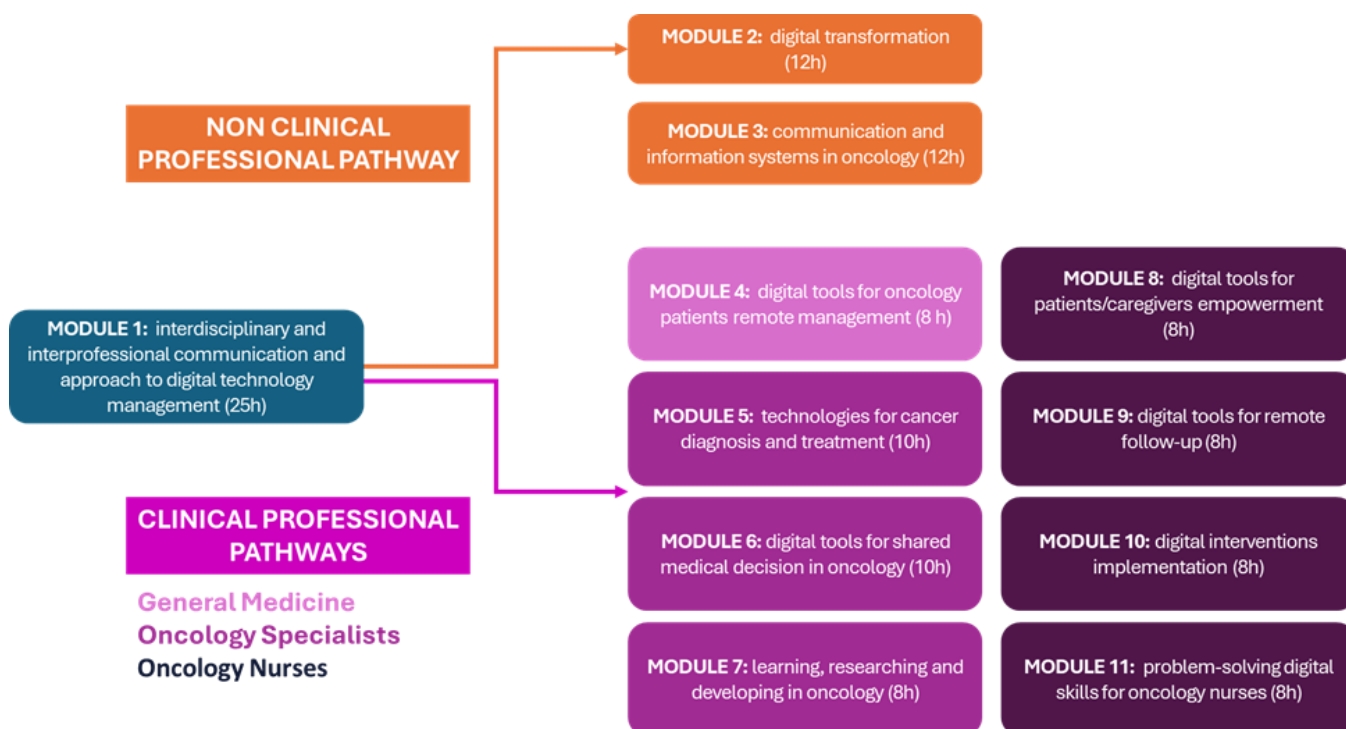 MODULE 2: digital transformation
(12h)
NON CLINICAL
PROFESSIONAL PATHWAY
MODULE 3: communication and
information systems in oncology (12h)
MODULE 1: interdisciplinary and
interprofessional communication and
approach to digital technology
management (25h)
CLINICAL PROFESSIONAL
PATHWAYS
General Medicine
Oncology Specialists
Oncology Nurses
MODULE 4: digital tools for oncology
patients remote management (8 h)
MODULE 5: technologies for cancer
diagnosis and treatment (10h)
MODULE 6: digital tools for shared
medical decision in oncology (10h)
MODULE 7: learning, researching and
developing in oncology (8h)
MODULE 8: digital tools for
patients/caregivers empowerment
(8h)
MODULE 9: digital tools for remote
follow-up (8h)
MODULE 10: digital interventions
implementation (8h)
MODULE 11: problem-solving digital
skills for oncology nurses (8h)